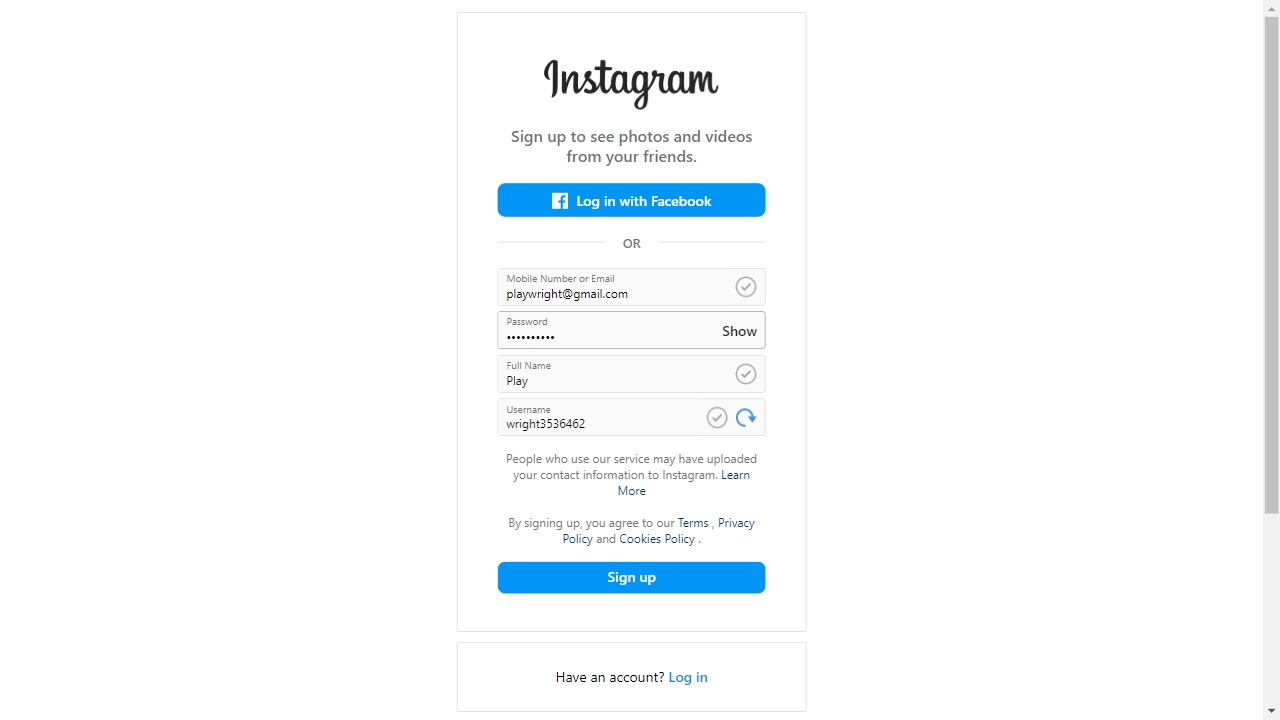 Instagram
Sign up to see photos and videos
from your friends.
Log in with Facebook
OR
Mobile Number or Email
playwright@gmail.com
Password
••••••••••
Show
Full Name
Play
Username
wright3536462
People who use our service may have uploaded
your contact information to Instagram. Learn
More
By signing up, you agree to our Terms , Privacy
Policy and Cookies Policy .
Sign up
Have an account? Log in